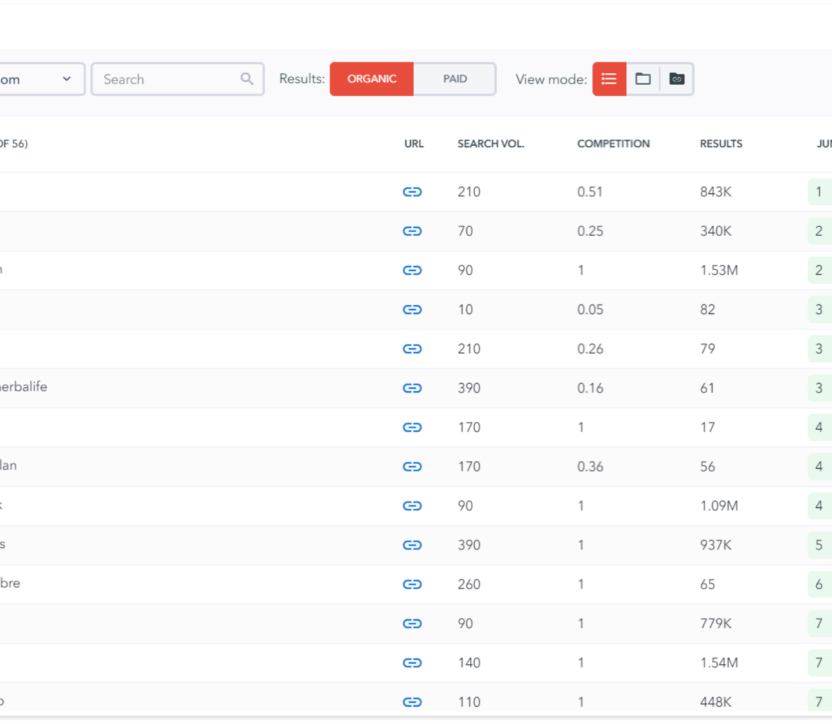 om Search Results: ORGANIC PAID View mode:
OF 56) URL SEARCH VOL. COMPETITION RESULTS JUN
210 0.51 843K 1
70 0.25 340K 2
n 90 1 1.53M 2
10 0.05 82 3
210 0.26 79 3
erbalife 390 0.16 61 3
170 1 17 4
lan 170 0.36 56 4
k 90 1 1.09M 4
s 390 1 937K 5
bre 260 1 65 6
90 1 779K 7
140 1 1.54M 7
o 110 1 448K 7